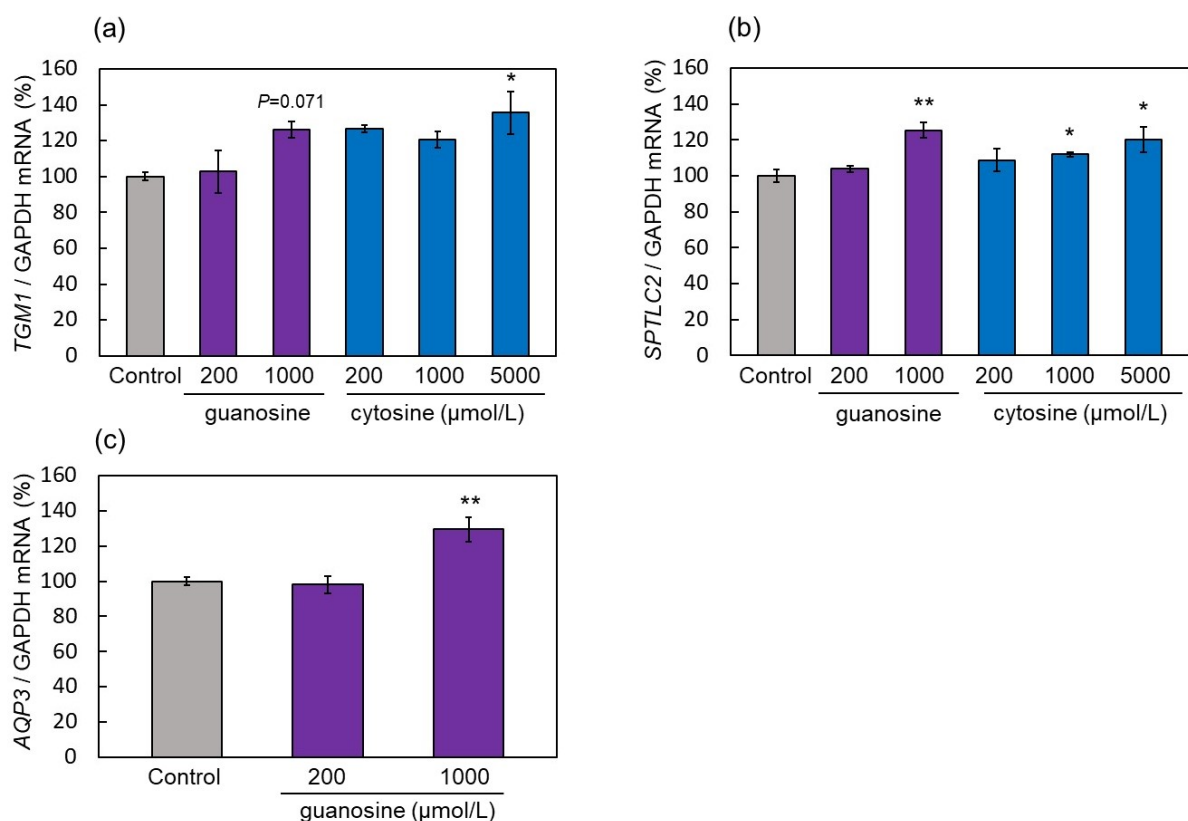 (a)
TGM1 / GAPDH mRNA (%)
160
140
120
100
80
60
40
20
0
P=0.071
*
Control 200 1000 200 1000 5000
guanosine cytosine (μmol/L)
(b)
SPTLC2 / GAPDH mRNA (%)
160
140
120
100
80
60
40
20
0
**
*
*
Control 200 1000 200 1000 5000
guanosine cytosine (μmol/L)
(c)
AQP3 / GAPDH mRNA (%)
160
140
120
100
80
60
40
20
0
**
Control 200 1000
guanosine (μmol/L)